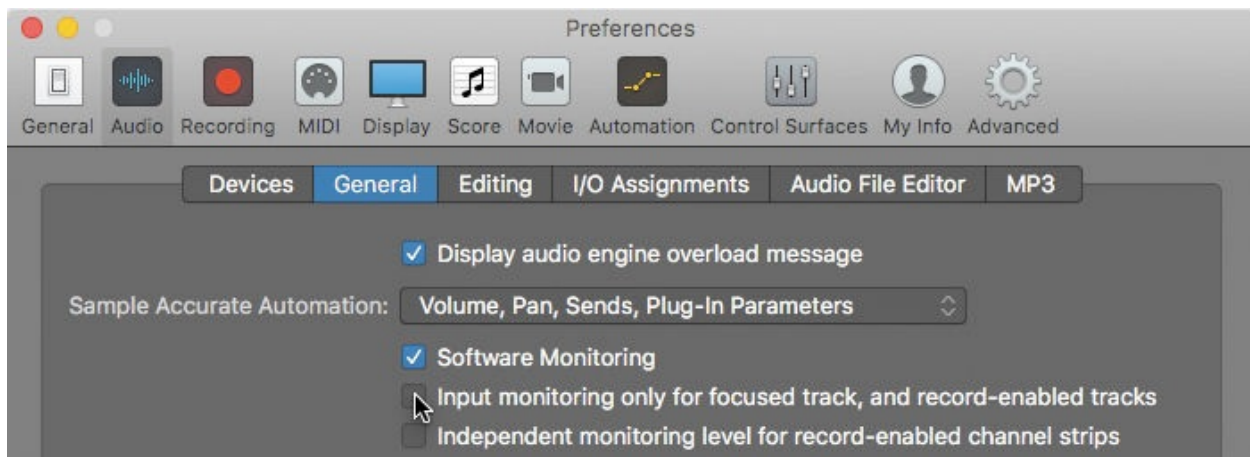 Preferences
General Audio Recording MIDI Display Score Movie Automation Control Surfaces My Info Advanced
Devices General Editing I/O Assignments Audio File Editor MP3
Display audio engine overload message
Sample Accurate Automation: Volume, Pan, Sends, Plug-In Parameters
Software Monitoring
Input monitoring only for focused track, and record-enabled tracks
Independent monitoring level for record-enabled channel strips